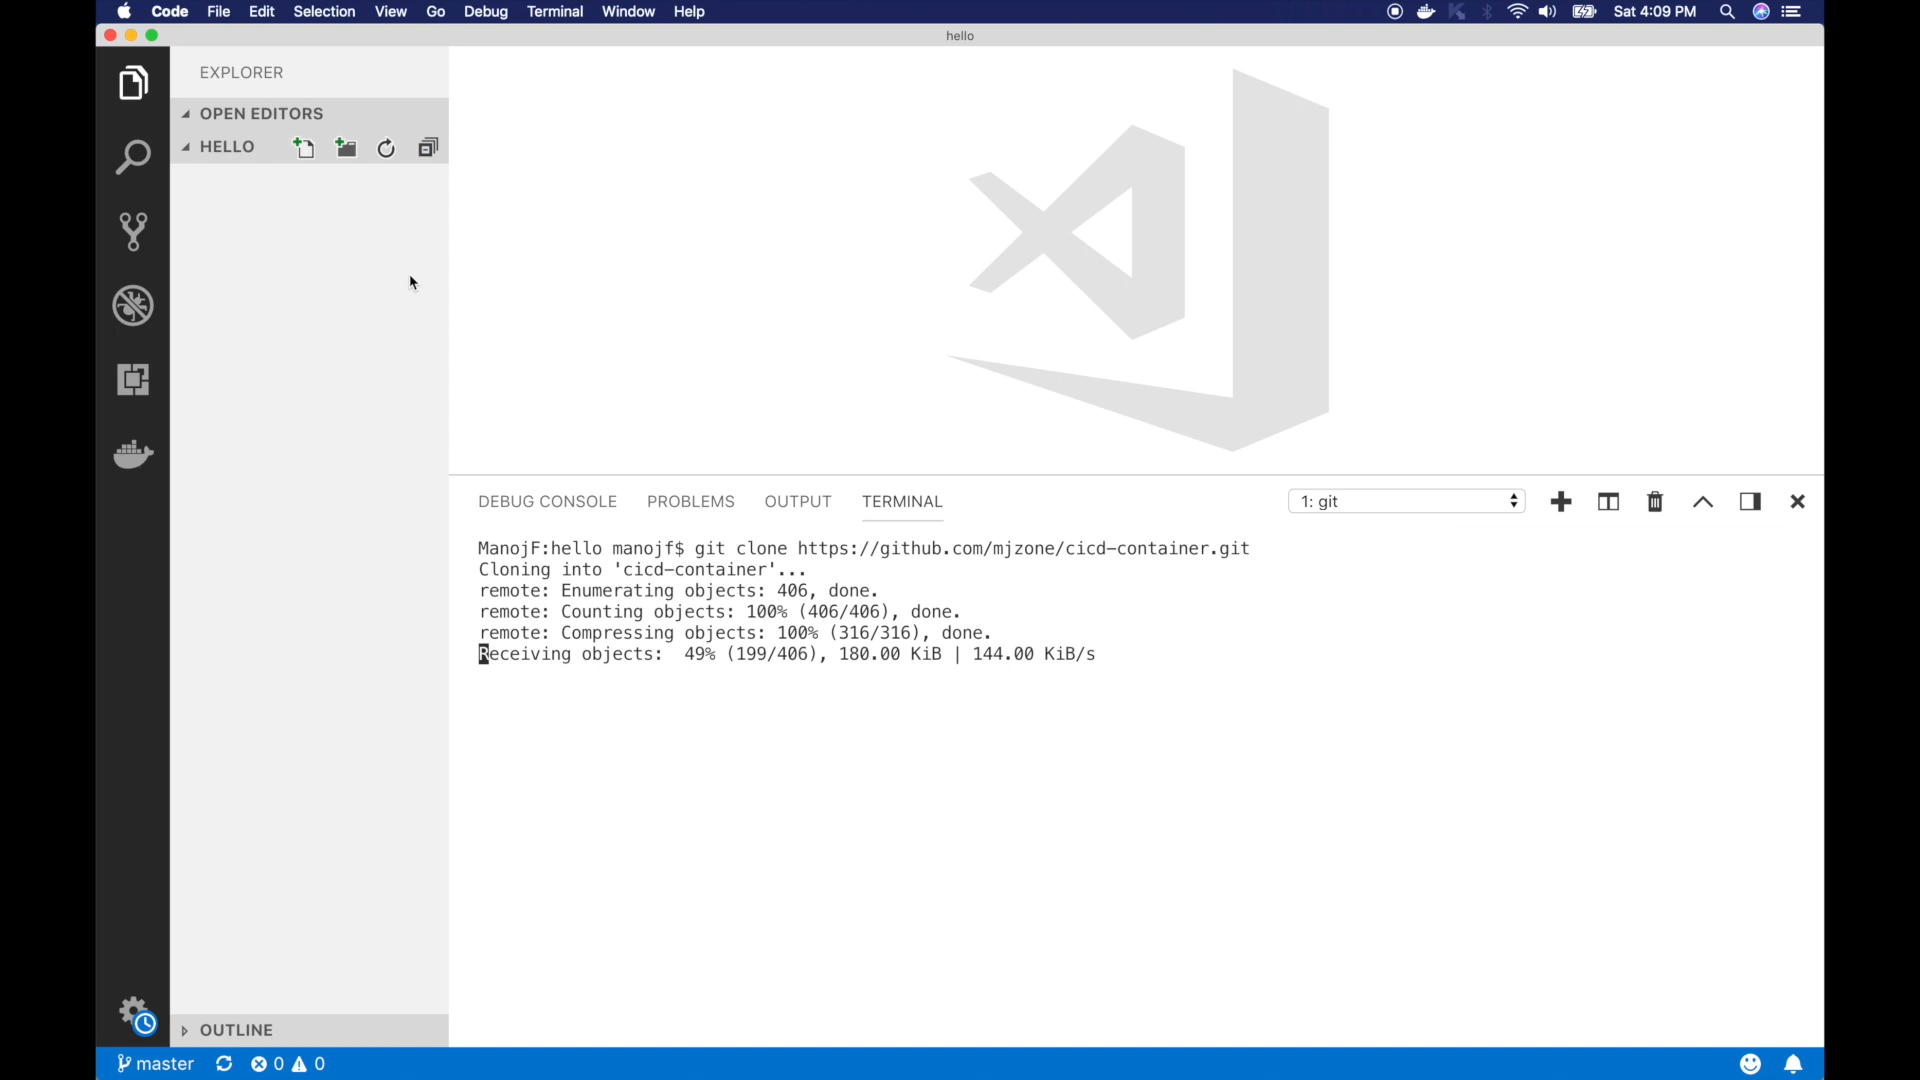 Code File Edit Selection View Go Debug Terminal Window Help Sat 4:09 PM
hello
EXPLORER
OPEN EDITORS
HELLO
DEBUG CONSOLE PROBLEMS OUTPUT TERMINAL 1: git
ManojF:hello manojf$ git clone https://github.com/mjzone/cicd-container.git
Cloning into 'cicd-container'...
remote: Enumerating objects: 406, done.
remote: Counting objects: 100% (406/406), done.
remote: Compressing objects: 100% (316/316), done.
Receiving objects:  49% (199/406), 180.00 KiB | 144.00 KiB/s
OUTLINE
master 0 0